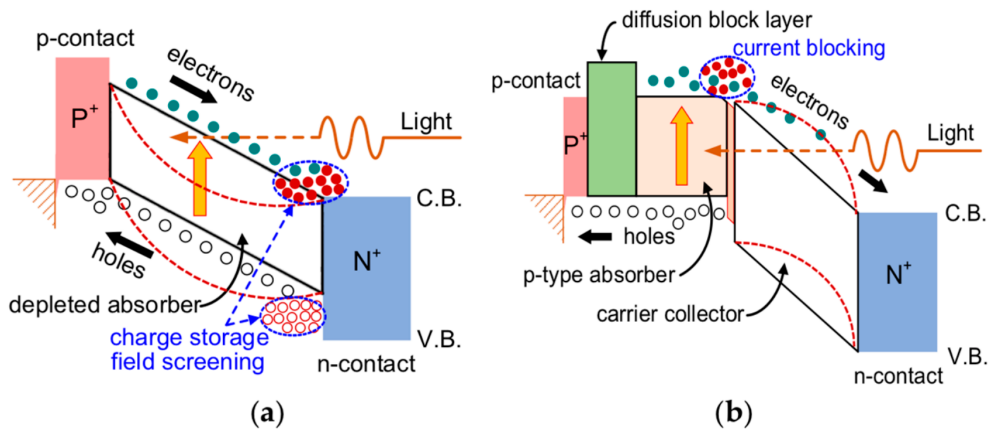 p-contact
electrons
P+
Light
C.B.
N+
holes
depleted absorber
charge storage
field screening
V.B.
n-contact
(a)
diffusion block layer
current blocking
p-contact
electrons
P+
Light
C.B.
N+
holes
p-type absorber
carrier collector
V.B.
n-contact
(b)